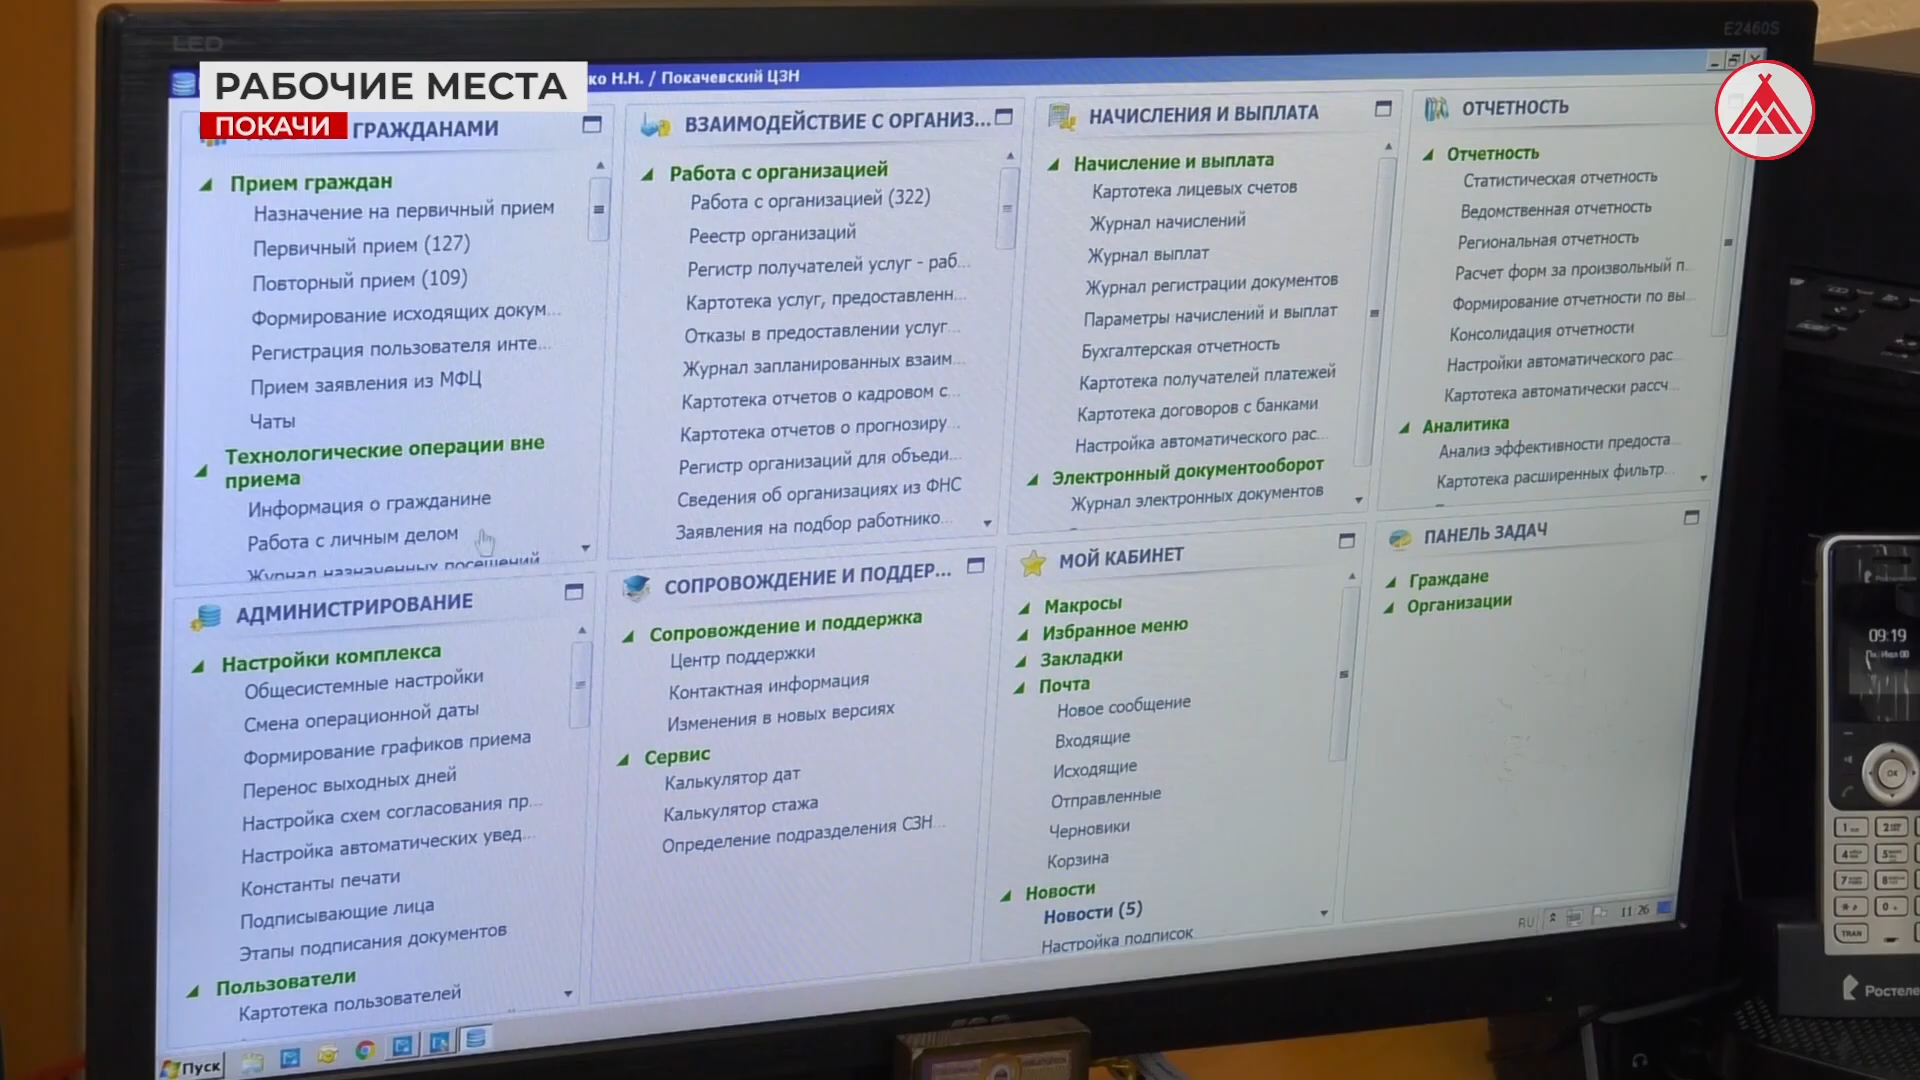 LED
E2460S
РАБОЧИЕ МЕСТА
ПОКАЧИ
ко Н.Н. / Покачевский ЦЗН
ГРАЖДАНАМИ
Прием граждан
Назначение на первичный прием
Первичный прием (127)
Повторный прием (109)
Формирование исходящих докум...
Регистрация пользователя инте...
Прием заявления из МФЦ
Чаты
Технологические операции вне
приема
Информация о гражданине
Работа с личным делом
Журнал назначенных посещений
ВЗАИМОДЕЙСТВИЕ С ОРГАНИЗ...
Работа с организацией
Работа с организацией (322)
Реестр организаций
Регистр получателей услуг - раб...
Картотека услуг, предоставленн...
Отказы в предоставлении услуг...
Журнал запланированных взаим...
Картотека отчетов о кадровом с...
Картотека отчетов о прогнозиру...
Регистр организаций для объеди...
Сведения об организациях из ФНС
Заявления на подбор работнико...
НАЧИСЛЕНИЯ И ВЫПЛАТА
Начисление и выплата
Картотека лицевых счетов
Журнал начислений
Журнал выплат
Журнал регистрации документов
Параметры начислений и выплат
Бухгалтерская отчетность
Картотека получателей платежей
Картотека договоров с банками
Настройка автоматического рас...
Электронный документооборот
Журнал электронных документов
ОТЧЕТНОСТЬ
Отчетность
Статистическая отчетность
Ведомственная отчетность
Региональная отчетность
Расчет форм за произвольный п...
Формирование отчетности по вы...
Консолидация отчетности
Настройки автоматического рас...
Картотека автоматически рассч...
Аналитика
Анализ эффективности предоста...
Картотека расширенных фильтр...
АДМИНИСТРИРОВАНИЕ
Настройки комплекса
Общесистемные настройки
Смена операционной даты
Формирование графиков приема
Перенос выходных дней
Настройка схем согласования пр...
Настройка автоматических увед...
Константы печати
Подписывающие лица
Этапы подписания документов
Пользователи
Картотека пользователей
СОПРОВОЖДЕНИЕ И ПОДДЕР...
Сопровождение и поддержка
Центр поддержки
Контактная информация
Изменения в новых версиях
Сервис
Калькулятор дат
Калькулятор стажа
Определение подразделения СЗН...
МОЙ КАБИНЕТ
Макросы
Избранное меню
Закладки
Почта
Новое сообщение
Входящие
Исходящие
Отправленные
Черновики
Корзина
Новости
Новости (5)
Настройка подписок
ПАНЕЛЬ ЗАДАЧ
Граждане
Организации
RU
11:26
Пуск
09:19
OK
TRAN
Ростеле